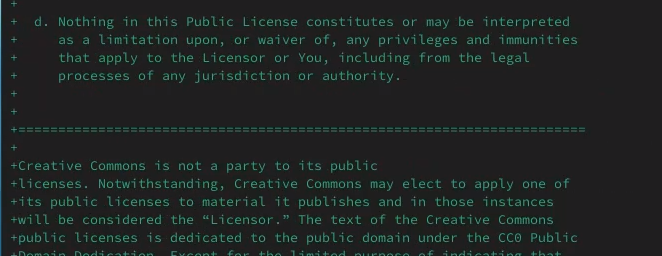 +
+  d. Nothing in this Public License constitutes or may be interpreted
+     as a limitation upon, or waiver of, any privileges and immunities
+     that apply to the Licensor or You, including from the legal
+     processes of any jurisdiction or authority.
+
+
+=======================================================================
+
+Creative Commons is not a party to its public
+licenses. Notwithstanding, Creative Commons may elect to apply one of
+its public licenses to material it publishes and in those instances
+will be considered the “Licensor.” The text of the Creative Commons
+public licenses is dedicated to the public domain under the CC0 Public
+Domain Dedication. Except for the limited purpose of indicating that